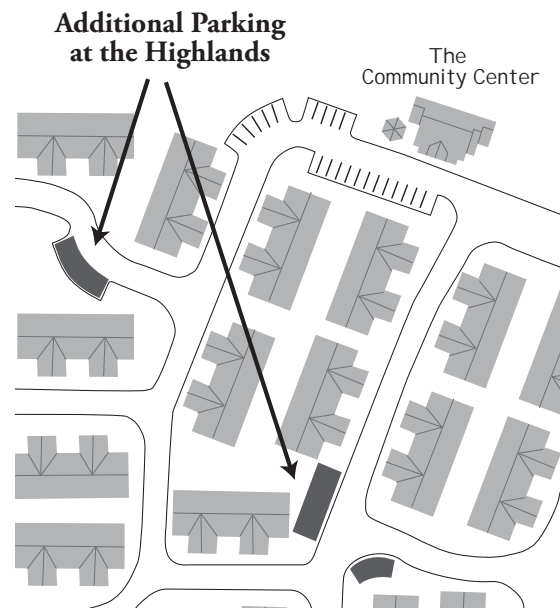 Additional Parking
at the Highlands
The
Community Center